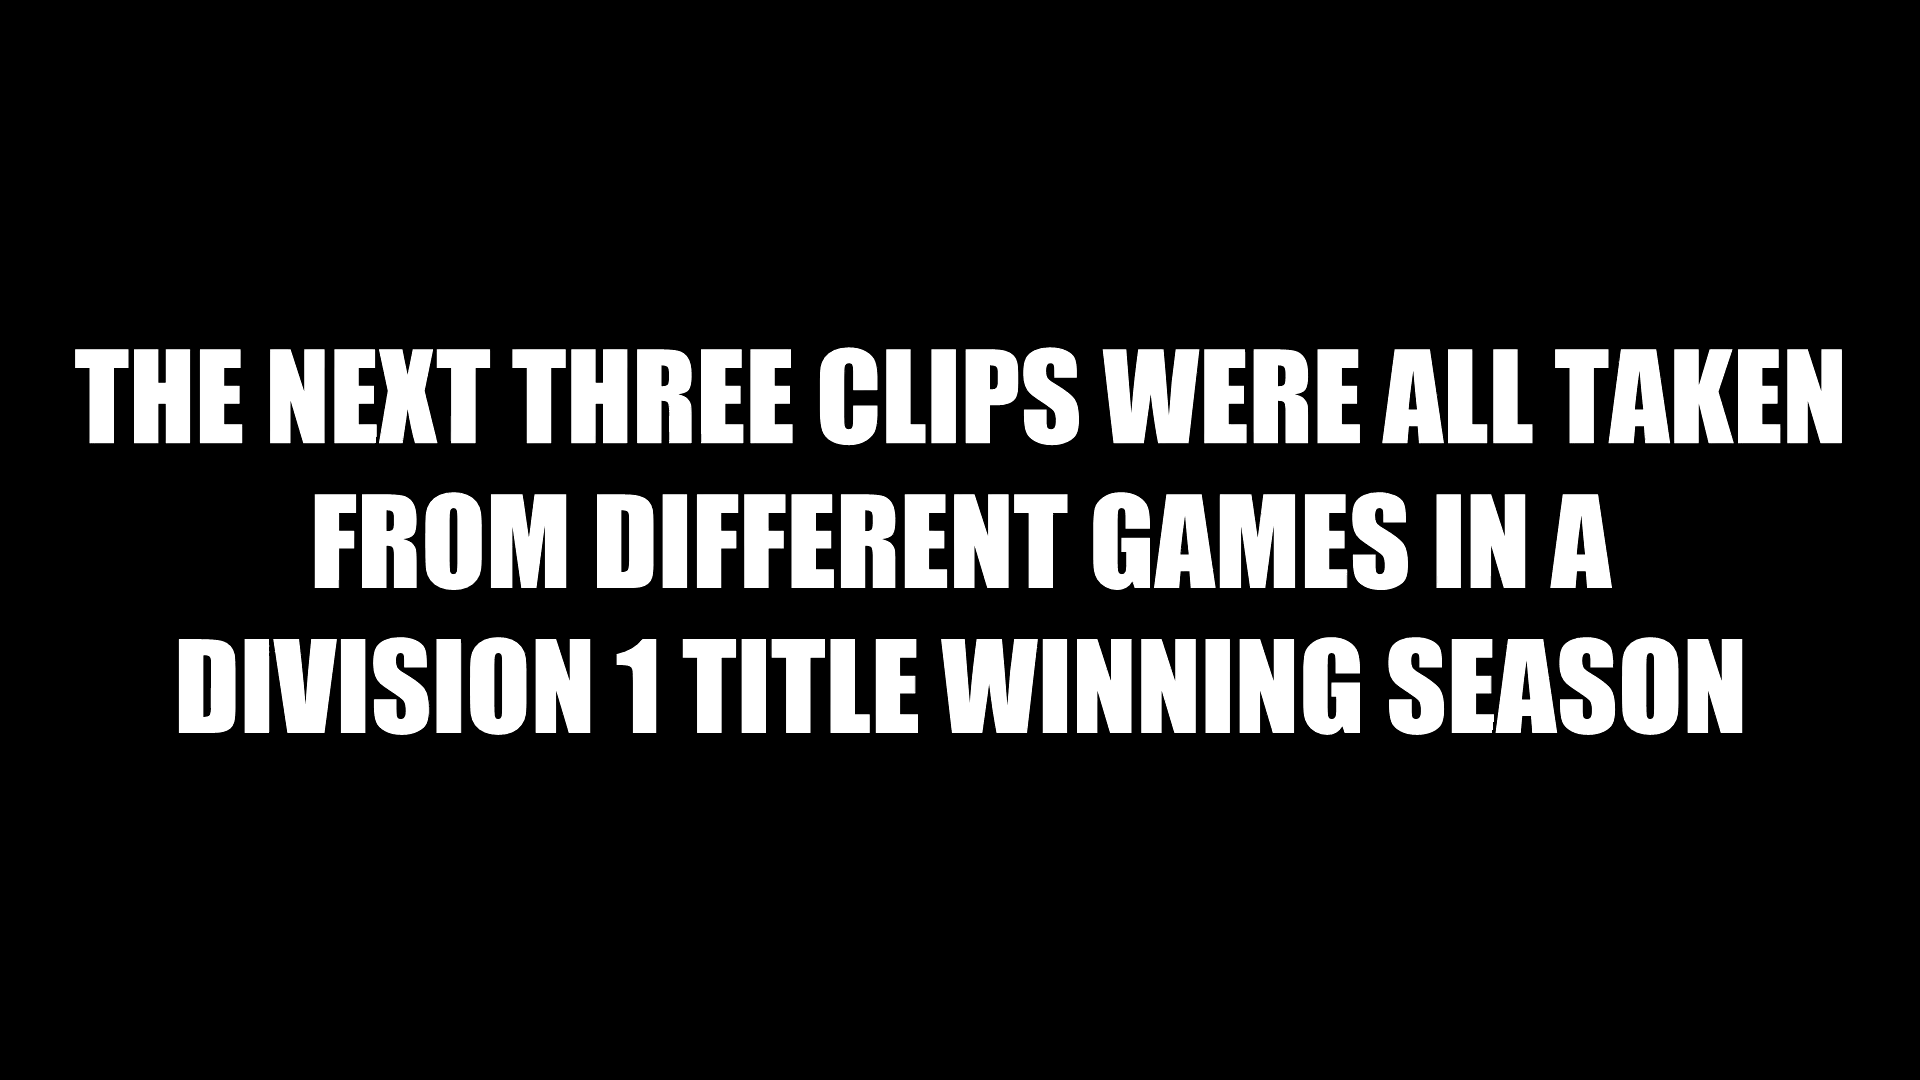 THE NEXT THREE CLIPS WERE ALL TAKEN
FROM DIFFERENT GAMES IN A
DIVISION 1 TITLE WINNING SEASON